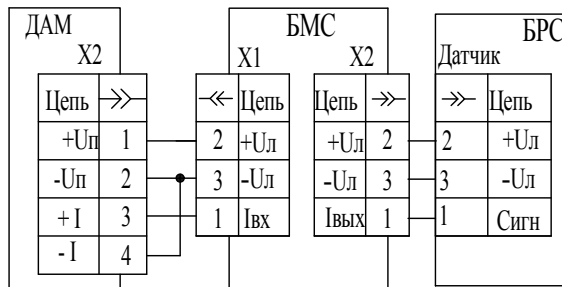 ДАМ БМС БРС
X2 X1 X2 Датчик
Цепь Цепь Цепь Цепь
+Uп 1 2 +Uл +Uл 2 2 +Uл
-Uп 2 3 -Uл -Uл 3 3 -Uл
+ I 3 1 Iвх Iвых 1 1 Сигн
- I 4